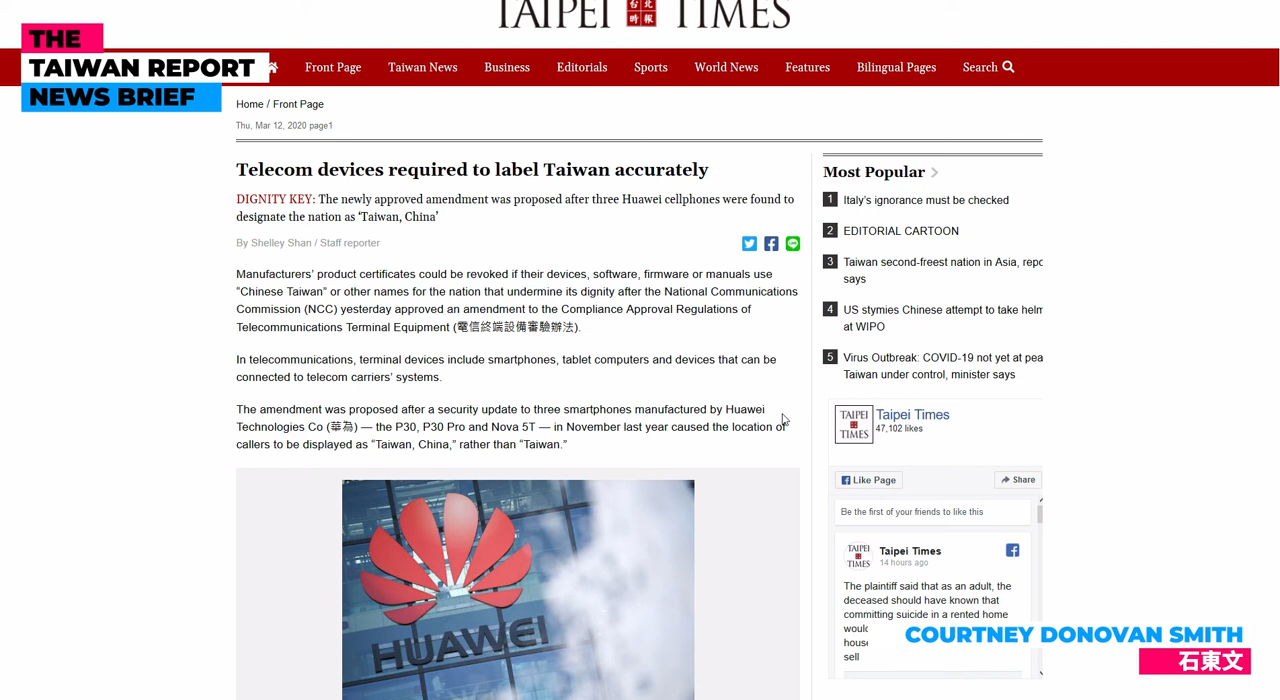 TAIPEI 台北時報 TIMES
THE
TAIWAN REPORT
NEWS BRIEF
Front Page Taiwan News Business Editorials Sports World News Features Bilingual Pages Search
Home / Front Page
Thu, Mar 12, 2020 page1
Telecom devices required to label Taiwan accurately
DIGNITY KEY: The newly approved amendment was proposed after three Huawei cellphones were found to
designate the nation as ‘Taiwan, China’
By Shelley Shan / Staff reporter
Manufacturers’ product certificates could be revoked if their devices, software, firmware or manuals use
“Chinese Taiwan” or other names for the nation that undermine its dignity after the National Communications
Commission (NCC) yesterday approved an amendment to the Compliance Approval Regulations of
Telecommunications Terminal Equipment (電信終端設備審驗辦法).
In telecommunications, terminal devices include smartphones, tablet computers and devices that can be
connected to telecom carriers’ systems.
The amendment was proposed after a security update to three smartphones manufactured by Huawei
Technologies Co (華為) — the P30, P30 Pro and Nova 5T — in November last year caused the location of
callers to be displayed as “Taiwan, China,” rather than “Taiwan.”
HUAWEI
Most Popular
1 Italy’s ignorance must be checked
2 EDITORIAL CARTOON
3 Taiwan second-freest nation in Asia, repo
says
4 US stymies Chinese attempt to take helm
at WIPO
5 Virus Outbreak: COVID-19 not yet at pea
Taiwan under control, minister says
TAIPEI
TIMES
Taipei Times
47,102 likes
Like Page Share
Be the first of your friends to like this
TAIPEI
TIMES
Taipei Times
14 hours ago
The plaintiff said that as an adult, the
deceased should have known that
committing suicide in a rented home
would
house
sell
COURTNEY DONOVAN SMITH
石東文